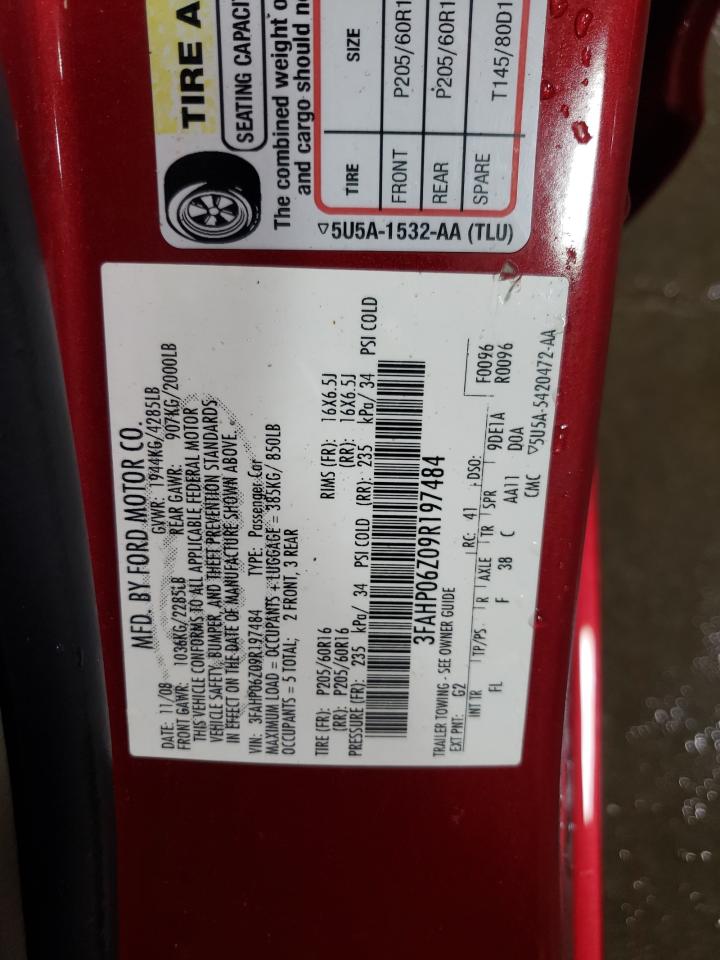 MFD. BY FORD MOTOR CO.
DATE: 11/08 GVWR: 1944KG/4285LB
FRONT GAWR: 1036KG/2285LB REAR GAWR: 907KG/2000LB
THIS VEHICLE CONFORMS TO ALL APPLICABLE FEDERAL MOTOR
VEHICLE SAFETY, BUMPER, AND THEFT PREVENTION STANDARDS
IN EFFECT ON THE DATE OF MANUFACTURE SHOWN ABOVE.
VIN: 3FAHP06Z09R197484 TYPE: Passenger Car
MAXIMUM LOAD = OCCUPANTS + LUGGAGE = 385KG/ 850LB
OCCUPANTS = 5 TOTAL; 2 FRONT, 3 REAR
TIRE (FR): P205/60R16 RIMS (FR): 16X6.5J
(RR): P205/60R16 (RR): 16X6.5J
PRESSURE (FR): 235 kPa/ 34 PSI COLD (RR): 235 kPa/ 34 PSI COLD
3FAHP06Z09R197484
TRAILER TOWING - SEE OWNER GUIDE
EXT PNT: G2 RC: 41 DSO: F0096
R0096
INT TR TP/PS R AXLE TR SPR 9DE1A
FL F 38 C AA11 D0A
CMC ▽5U5A-5420472-AA
TIRE A
SEATING CAPACI
The combined weight o
and cargo should no
TIRE SIZE
FRONT P205/60R1
REAR P205/60R1
SPARE T145/80D1
▽5U5A-1532-AA (TLU)